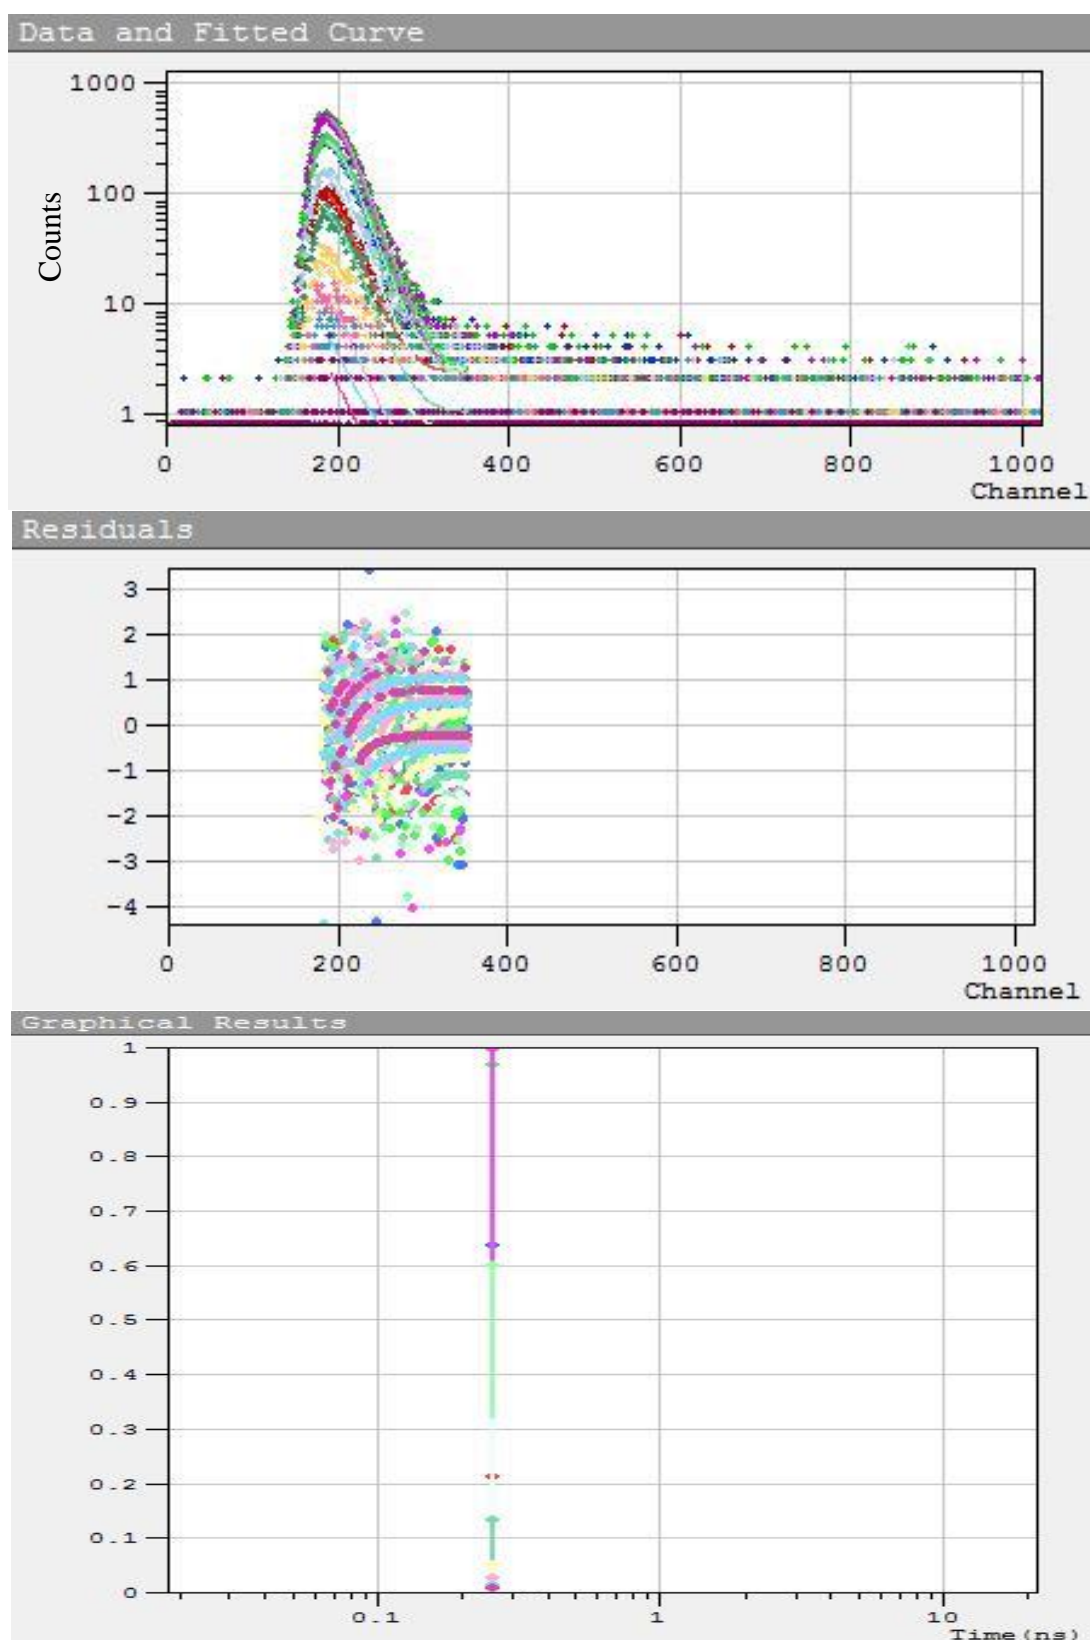 Data and Fitted Curve
1000
100
10
1
Counts
0 200 400 600 800 1000
Channel
Residuals
3
2
1
0
-1
-2
-3
-4
0 200 400 600 800 1000
Channel
Graphical Results
1
0.9
0.8
0.7
0.6
0.5
0.4
0.3
0.2
0.1
0
0.1 1 10
Time(ns)